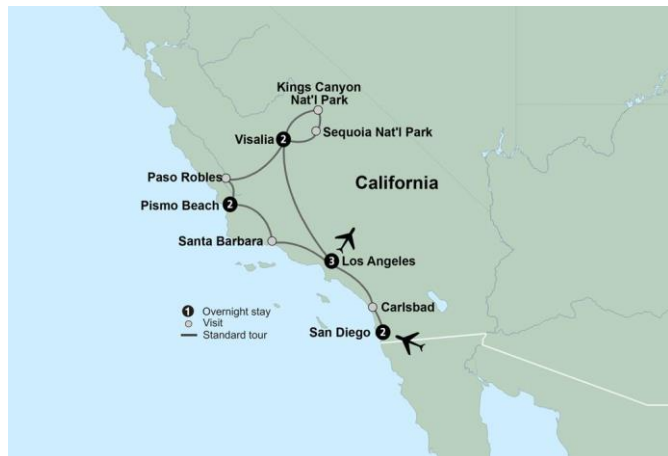 Kings Canyon
Nat'l Park
Sequoia Nat'l Park
Visalia 2
Paso Robles
California
Pismo Beach 2
Santa Barbara
3 Los Angeles
Carlsbad
San Diego 2
1 Overnight stay
Visit
Standard tour